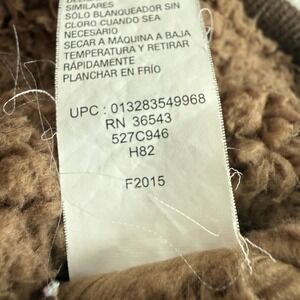 SIMILARES
SÓLO BLANQUEADOR SIN
CLORO CUANDO SEA
NECESARIO
SECAR A MÁQUINA A BAJA
TEMPERATURA Y RETIRAR
RÁPIDAMENTE
PLANCHAR EN FRÍO
UPC : 013283549968
RN 36543
527C946
H82
F2015